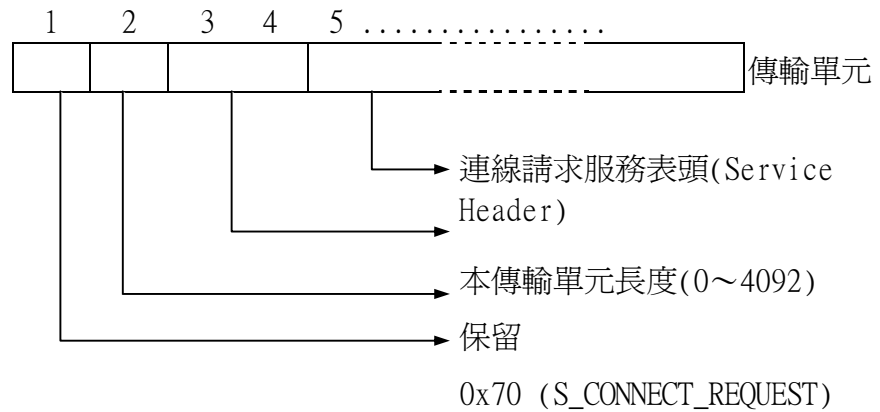 1 2 3 4 5 ................
傳輸單元
連線請求服務表頭(Service
Header)
本傳輸單元長度(0～4092)
保留
0x70 (S_CONNECT_REQUEST)